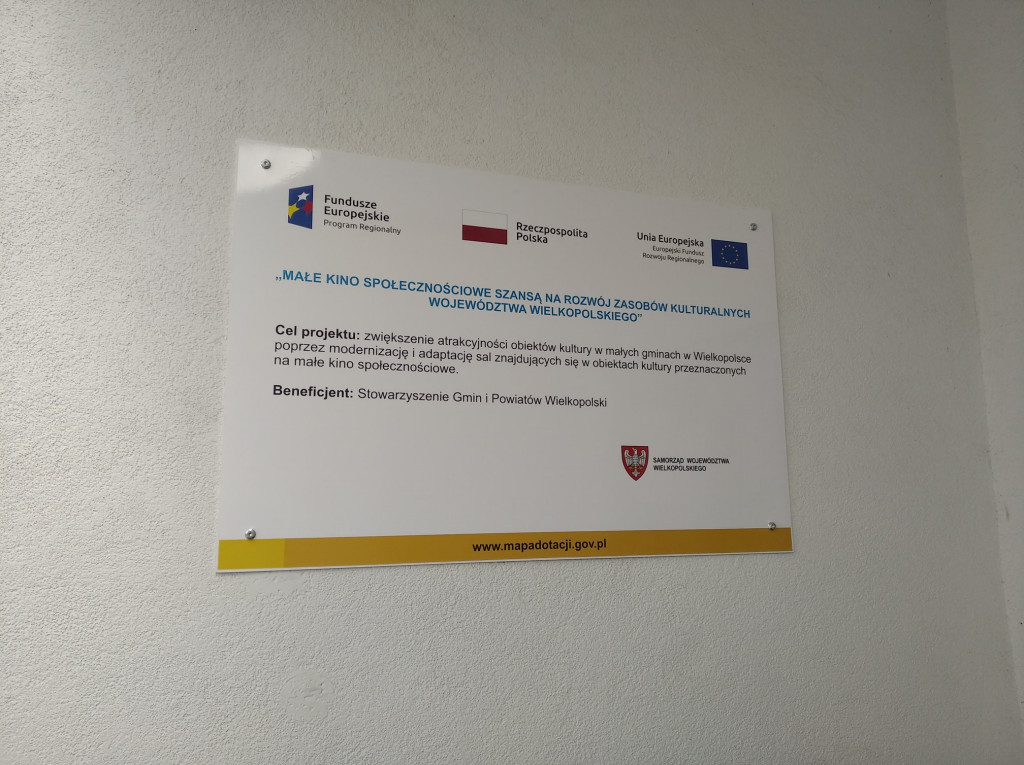 Fundusze
Europejskie
Program Regionalny
Rzeczpospolita
Polska
Unia Europejska
Europejski Fundusz
Rozwoju Regionalnego
„MAŁE KINO SPOŁECZNOŚCIOWE SZANSĄ NA ROZWÓJ ZASOBÓW KULTURALNYCH
WOJEWÓDZTWA WIELKOPOLSKIEGO"
Cel projektu: zwiększenie atrakcyjności obiektów kultury w małych gminach w Wielkopolsce
poprzez modernizację i adaptację sal znajdujących się w obiektach kultury przeznaczonych
na małe kino społecznościowe.
Beneficjent: Stowarzyszenie Gmin i Powiatów Wielkopolski
SAMORZĄD WOJEWÓDZTWA
WIELKOPOLSKIEGO
www.mapadotacji.gov.pl